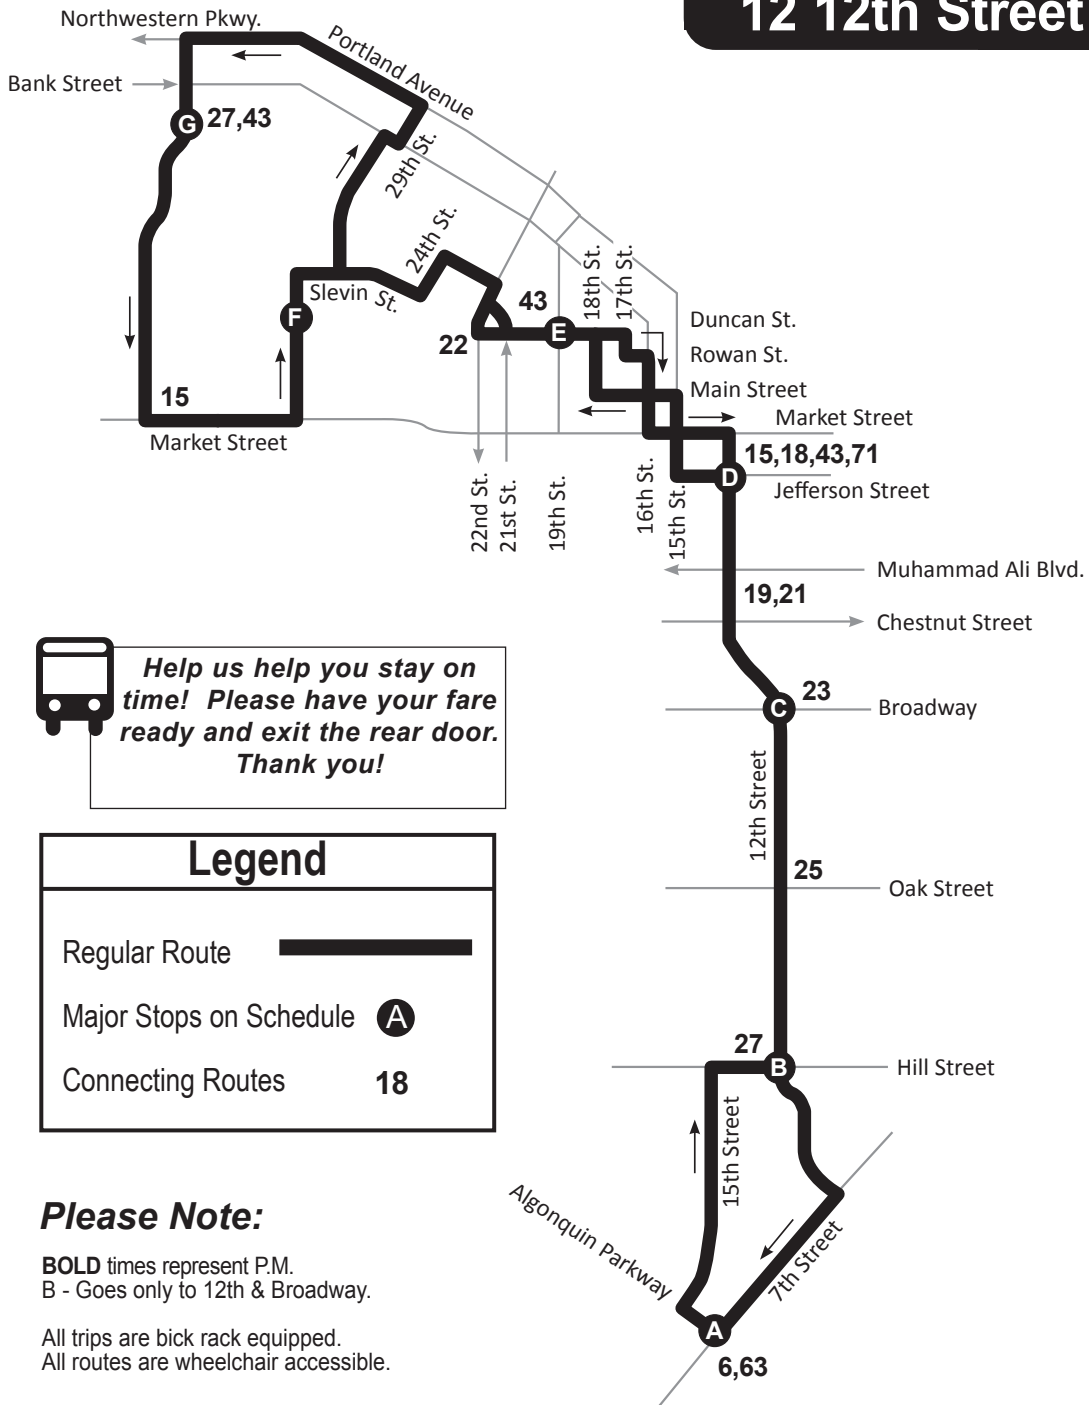 12 12th Street
Northwestern Pkwy.
Portland Avenue
Bank Street
G 27,43
29th St.
24th St.
Slevin St.
F
43
18th St.
17th St.
E
22
Duncan St.
Rowan St.
Main Street
15
Market Street
Market Street
15,18,43,71
D
Jefferson Street
22nd St.
21st St.
19th St.
16th St.
15th St.
Muhammad Ali Blvd.
19,21
Chestnut Street
23
C
Broadway
12th Street
25
Oak Street
27
B
Hill Street
15th Street
Algonquin Parkway
7th Street
A
6,63
Help us help you stay on
time! Please have your fare
ready and exit the rear door.
Thank you!
Legend
Regular Route
Major Stops on Schedule A
Connecting Routes 18
Please Note:
BOLD times represent P.M.
B - Goes only to 12th & Broadway.
All trips are bick rack equipped.
All routes are wheelchair accessible.